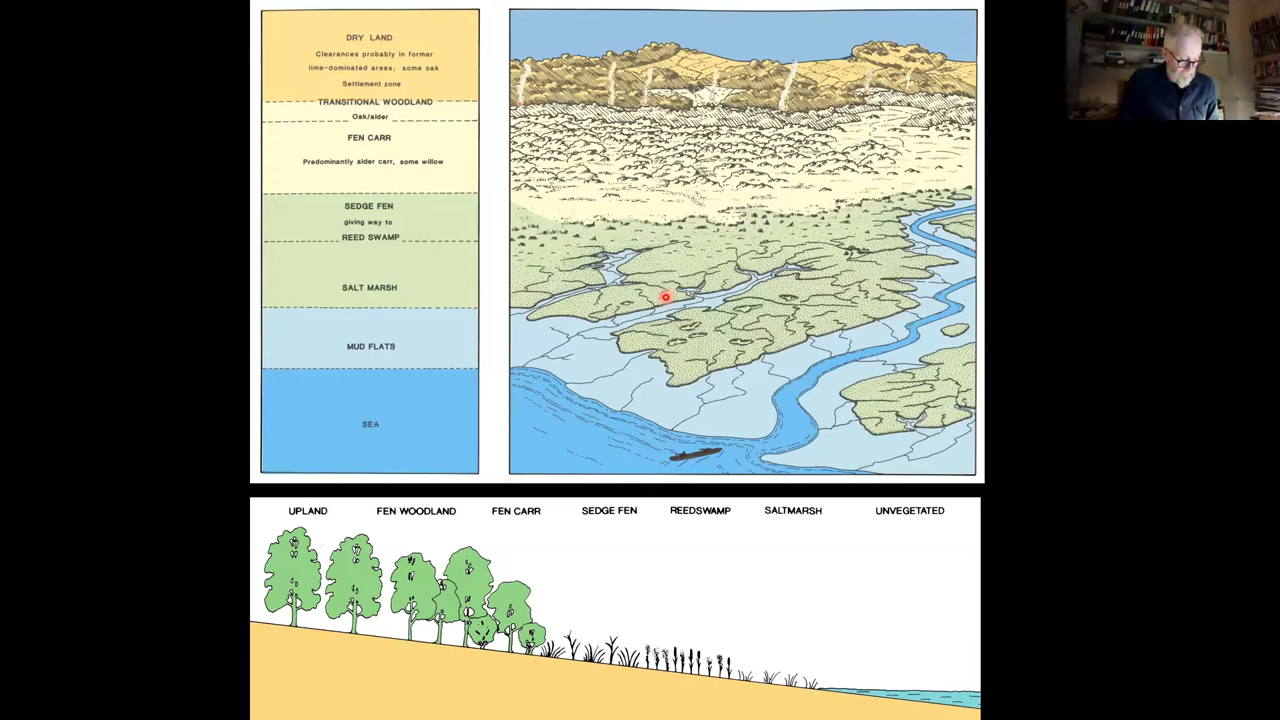 DRY LAND
Clearances probably in former
lime-dominated arees; some oak
Settlement zone
TRANSITIONAL WOODLAND
Oak/alder
FEN CARR
Predominantly alder carr, some willow
SEDGE FEN
giving way to
REED SWAMP
SALT MARSH
MUD FLATS
SEA
UPLAND FEN WOODLAND FEN CARR SEDGE FEN REEDSWAMP SALTMARSH UNVEGETATED